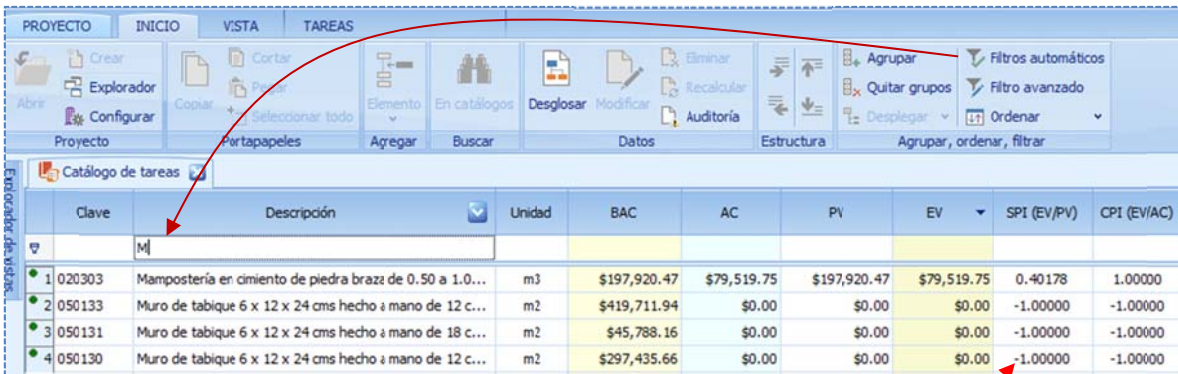 PROYECTO INICIO VISTA TAREAS
Crear Cortar Eliminar Agrupar Filtros automáticos
Explorador Pegar Recalcular Quitar grupos Filtro avanzado
Abrir Configurar Copiar Seleccionar todo Elemento En catálogos Desglosar Modificar Auditoría Desplegar Ordenar
Proyecto Portapapeles Agregar Buscar Datos Estructura Agrupar, ordenar, filtrar
Explorador de vistas
Catálogo de tareas
Clave Descripción Unidad BAC AC PV EV SPI (EV/PV) CPI (EV/AC)
M
1 020303 Mampostería en cimiento de piedra braza de 0.50 a 1.0... m3 $197,920.47 $79,519.75 $197,920.47 $79,519.75 0.40178 1.00000
2 050133 Muro de tabique 6 x 12 x 24 cms hecho a mano de 12 c... m2 $419,711.94 $0.00 $0.00 $0.00 -1.00000 -1.00000
3 050131 Muro de tabique 6 x 12 x 24 cms hecho a mano de 18 c... m2 $45,788.16 $0.00 $0.00 $0.00 -1.00000 -1.00000
4 050130 Muro de tabique 6 x 12 x 24 cms hecho a mano de 12 c... m2 $297,435.66 $0.00 $0.00 $0.00 -1.00000 -1.00000